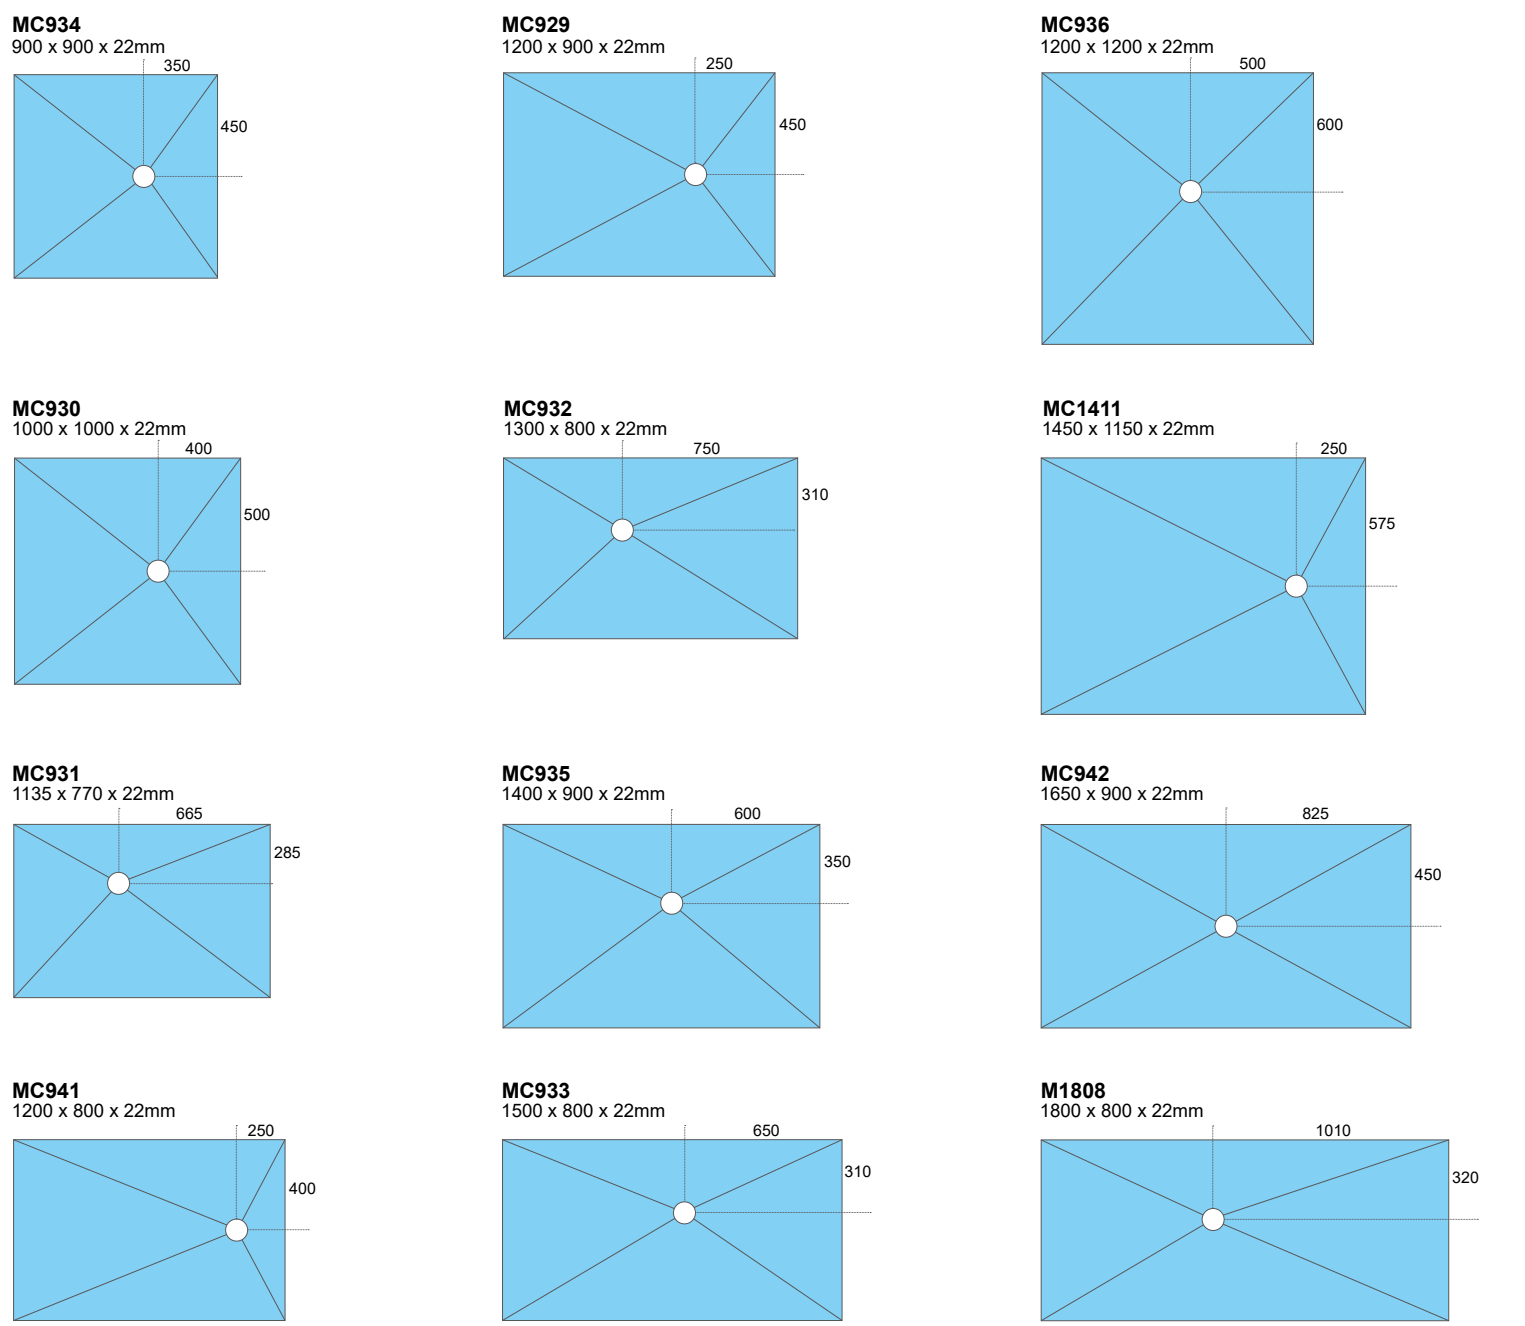 MC934
900 x 900 x 22mm
350
450
MC929
1200 x 900 x 22mm
250
450
MC936
1200 x 1200 x 22mm
500
600
MC930
1000 x 1000 x 22mm
400
500
MC932
1300 x 800 x 22mm
750
310
MC1411
1450 x 1150 x 22mm
250
575
MC931
1135 x 770 x 22mm
665
285
MC935
1400 x 900 x 22mm
600
350
MC942
1650 x 900 x 22mm
825
450
MC941
1200 x 800 x 22mm
250
400
MC933
1500 x 800 x 22mm
650
310
M1808
1800 x 800 x 22mm
1010
320